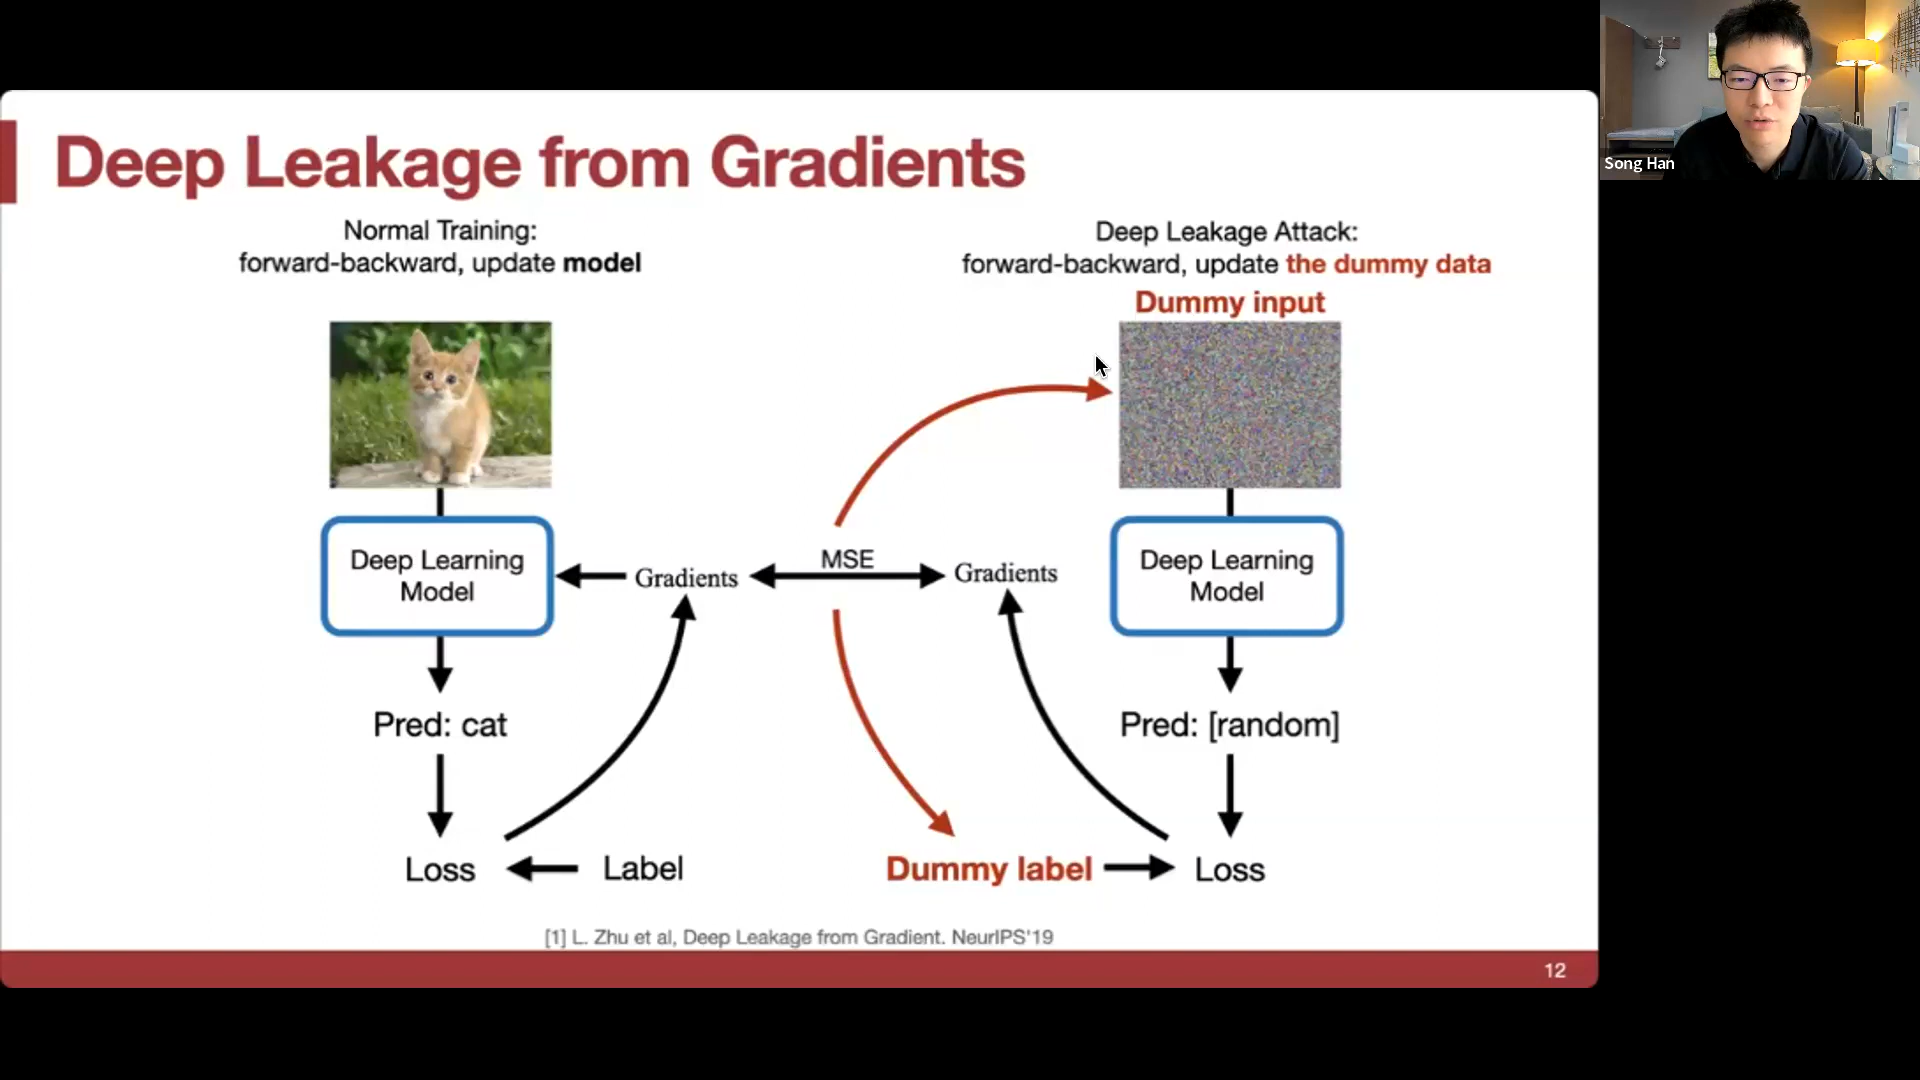 Deep Leakage from Gradients
Normal Training:
forward-backward, update model
Deep Leakage Attack:
forward-backward, update the dummy data
Dummy input
Deep Learning
Model
Gradients
MSE
Gradients
Deep Learning
Model
Pred: cat
Pred: [random]
Loss
Label
Dummy label
Loss
[1] L. Zhu et al, Deep Leakage from Gradient. NeurIPS'19
12
Song Han